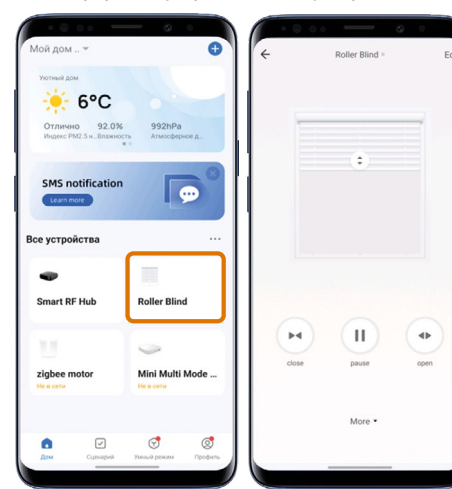 Мой дом ..
Уютный дом
6°C
Отлично 92.0% 992hPa
Индекс PM2.5 н.. Влажность Атмосферное д..
SMS notification
Learn more
Все устройства
Smart RF Hub
Roller Blind
zigbee motor
Не в сети
Mini Multi Mode ...
Не в сети
Дом
Сценарий
Умный режим
Профиль
Roller Blind
Ed
close
pause
open
More